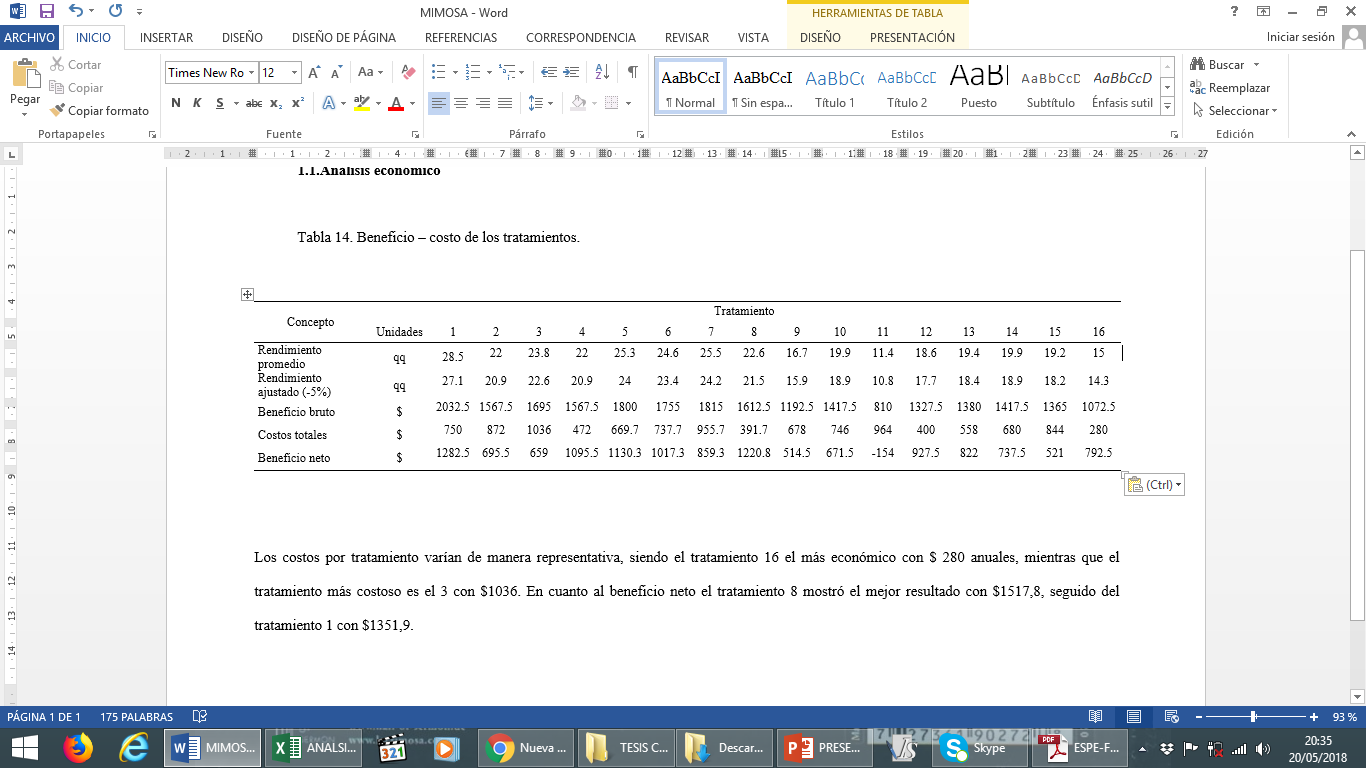 MIMOSA - Word
HERRAMIENTAS DE TABLA
ARCHIVO INICIO INSERTAR DISEÑO DISEÑO DE PÁGINA REFERENCIAS CORRESPONDENCIA REVISAR VISTA DISEÑO PRESENTACIÓN Iniciar sesión
Pegar
Cortar
Copiar
Copiar formato
Portapapeles
Times New Ro 12
N K S abc x₂ x²
Fuente
Párrafo
AaBbCcI AaBbCcI AaBbCc AaBbCcD AaBl AaBbCcD AaBbCcD
¶ Normal ¶ Sin espa... Título 1 Título 2 Puesto Subtítulo Énfasis sutil
Estilos
Buscar
Reemplazar
Seleccionar
Edición
1.1.Análisis económico
Tabla 14. Beneficio – costo de los tratamientos.
Concepto Unidades Tratamiento
1 2 3 4 5 6 7 8 9 10 11 12 13 14 15 16
Rendimiento promedio qq 28.5 22 23.8 22 25.3 24.6 25.5 22.6 16.7 19.9 11.4 18.6 19.4 19.9 19.2 15
Rendimiento ajustado (-5%) qq 27.1 20.9 22.6 20.9 24 23.4 24.2 21.5 15.9 18.9 10.8 17.7 18.4 18.9 18.2 14.3
Beneficio bruto $ 2032.5 1567.5 1695 1567.5 1800 1755 1815 1612.5 1192.5 1417.5 810 1327.5 1380 1417.5 1365 1072.5
Costos totales $ 750 872 1036 472 669.7 737.7 955.7 391.7 678 746 964 400 558 680 844 280
Beneficio neto $ 1282.5 695.5 659 1095.5 1130.3 1017.3 859.3 1220.8 514.5 671.5 -154 927.5 822 737.5 521 792.5
(Ctrl)
Los costos por tratamiento varían de manera representativa, siendo el tratamiento 16 el más económico con $ 280 anuales, mientras que el
tratamiento más costoso es el 3 con $1036. En cuanto al beneficio neto el tratamiento 8 mostró el mejor resultado con $1517,8, seguido del
tratamiento 1 con $1351,9.
PÁGINA 1 DE 1 175 PALABRAS 93 %
MIMOS... ANALSI... Nueva ... TESIS C... Descar... PRESE... Skype ESPE-F...
20:35
20/05/2018